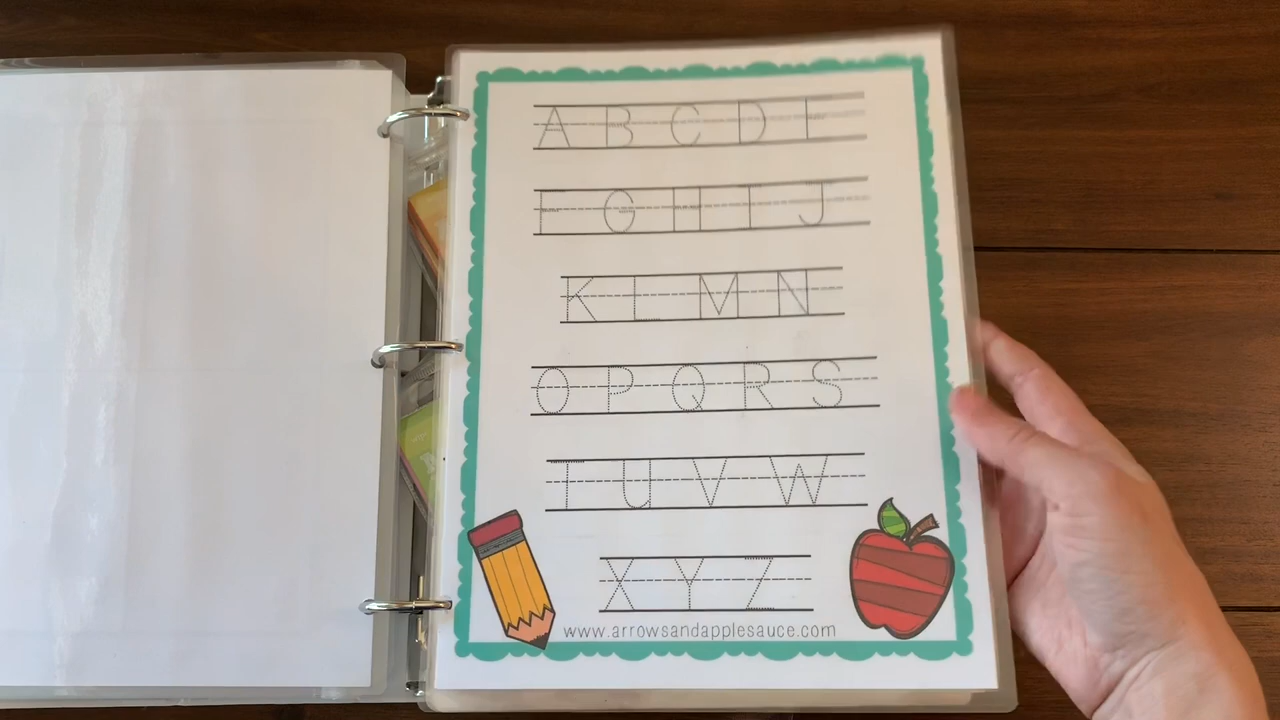 A B C D E
F G H I J
K L M N
O P Q R S
T U V W
X Y Z
www.arrowsandapplesauce.com